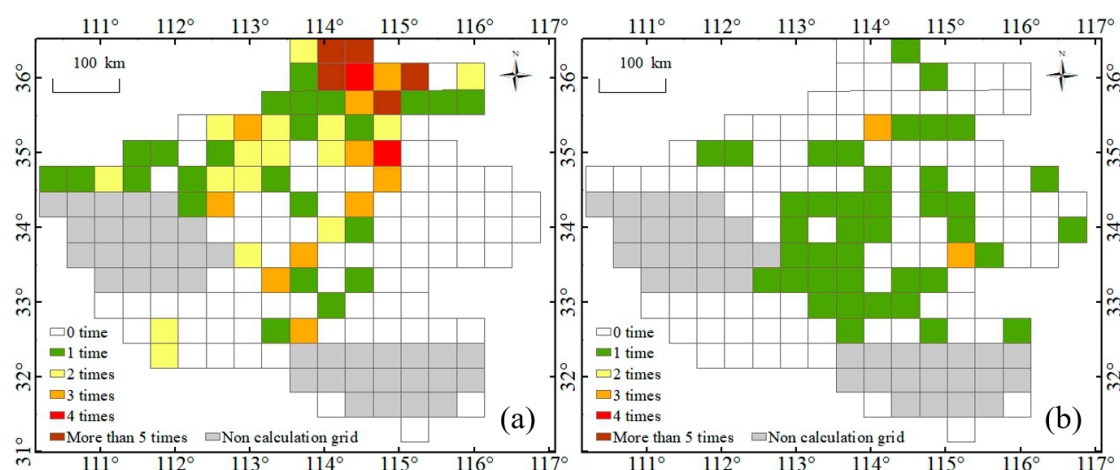 111° 112° 113° 114° 115° 116° 117°
100 km
N
36°
35°
34°
33°
32°
31°
0 time
1 time
2 times
3 times
4 times
More than 5 times Non calculation grid
(a)
111° 112° 113° 114° 115° 116° 117°
111° 112° 113° 114° 115° 116° 117°
100 km
N
36°
35°
34°
33°
32°
31°
0 time
1 time
2 times
3 times
4 times
More than 5 times Non calculation grid
(b)
111° 112° 113° 114° 115° 116° 117°